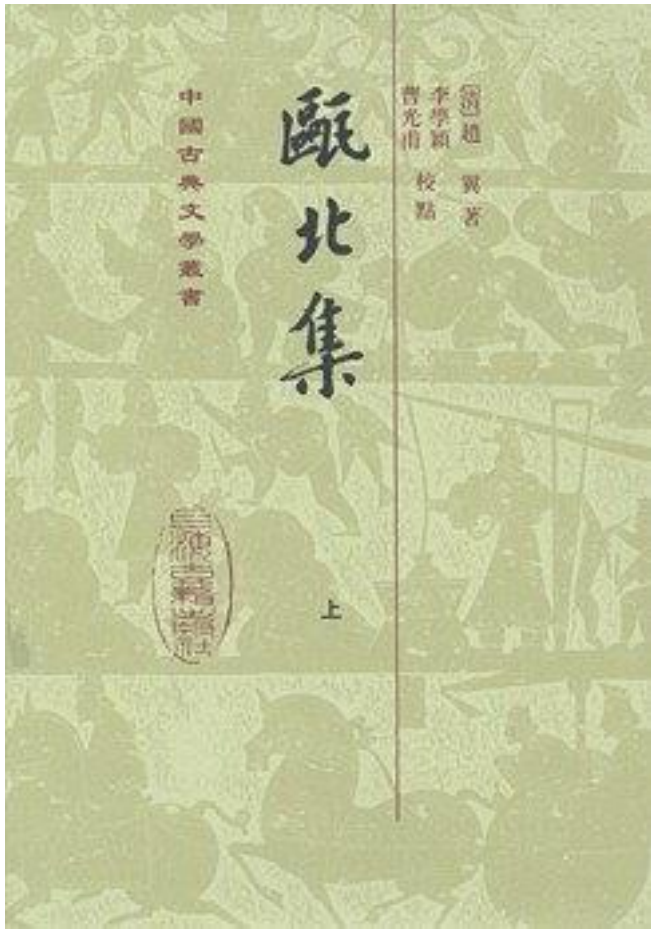 〔清〕趙翼著
李學穎
曹光甫
校點
甌北集
上
中國古典文學叢書
上海古籍出版社